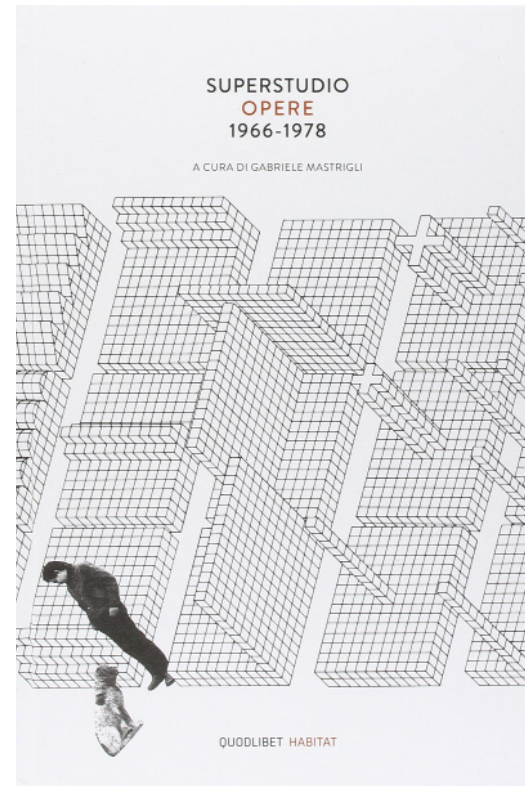 SUPERSTUDIO
OPERE
1966-1978
A CURA DI GABRIELE MASTRIGLI
QUODLIBET HABITAT